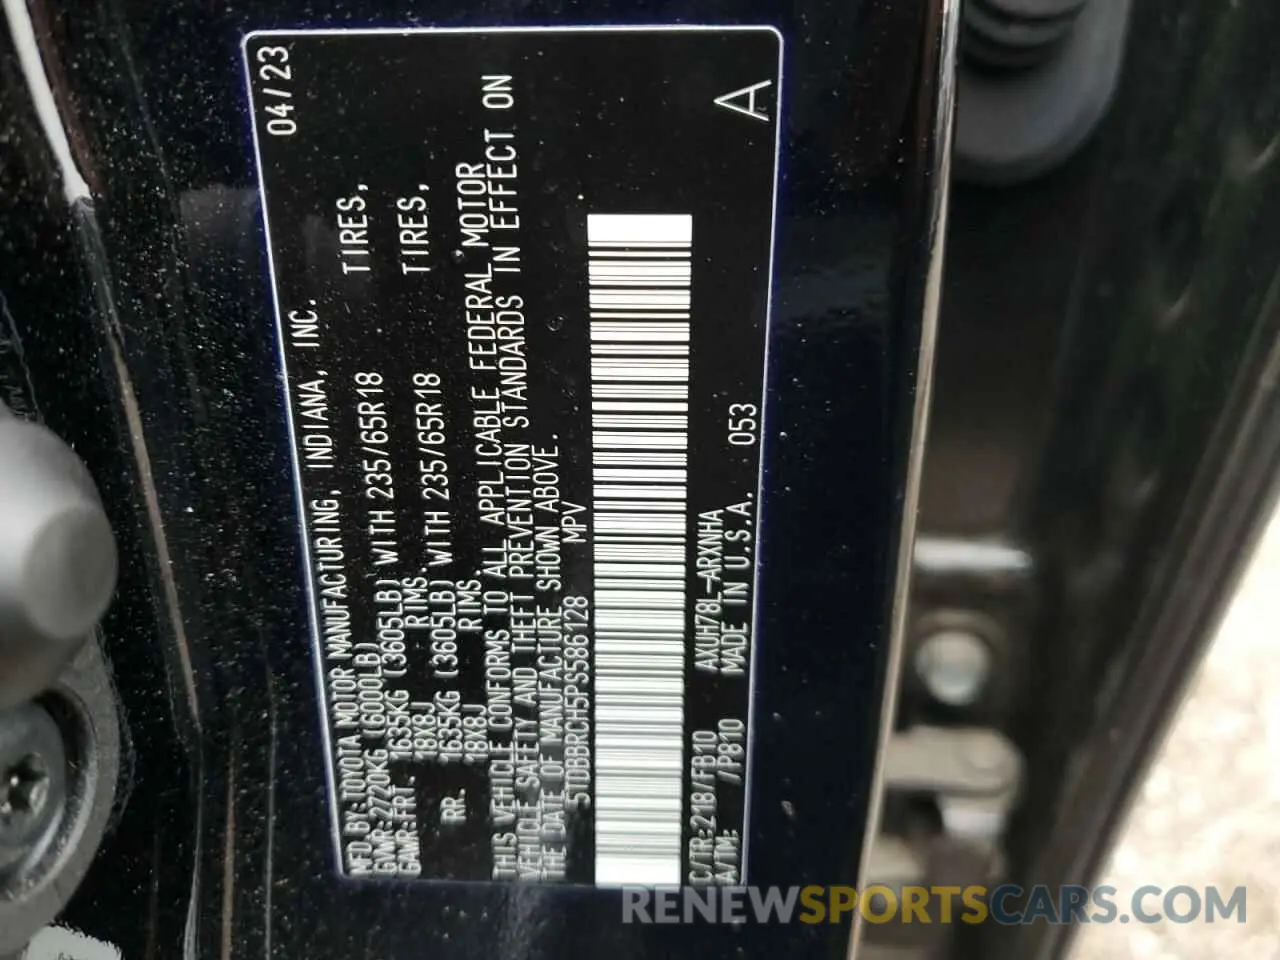 MFD.BY:TOYOTA MOTOR MANUFACTURING, INDIANA, INC. 04/23
GVWR:2720KG (6000LB)
GAWR:FRT. 1635KG (3605LB) WITH 235/65R18 TIRES,
18X8J RIMS
RR. 1635KG (3605LB) WITH 235/65R18 TIRES,
18X8J RIMS
THIS VEHICLE CONFORMS TO ALL APPLICABLE FEDERAL MOTOR
VEHICLE SAFETY AND THEFT PREVENTION STANDARDS IN EFFECT ON
THE DATE OF MANUFACTURE SHOWN ABOVE.
5TDBBRCH5PS586128 MPV
C/TR:218/FB10 AXUH78L-ARXNHA
A/TM: /P810 MADE IN U.S.A. 053 A
RENEWSPORTSCARS.COM